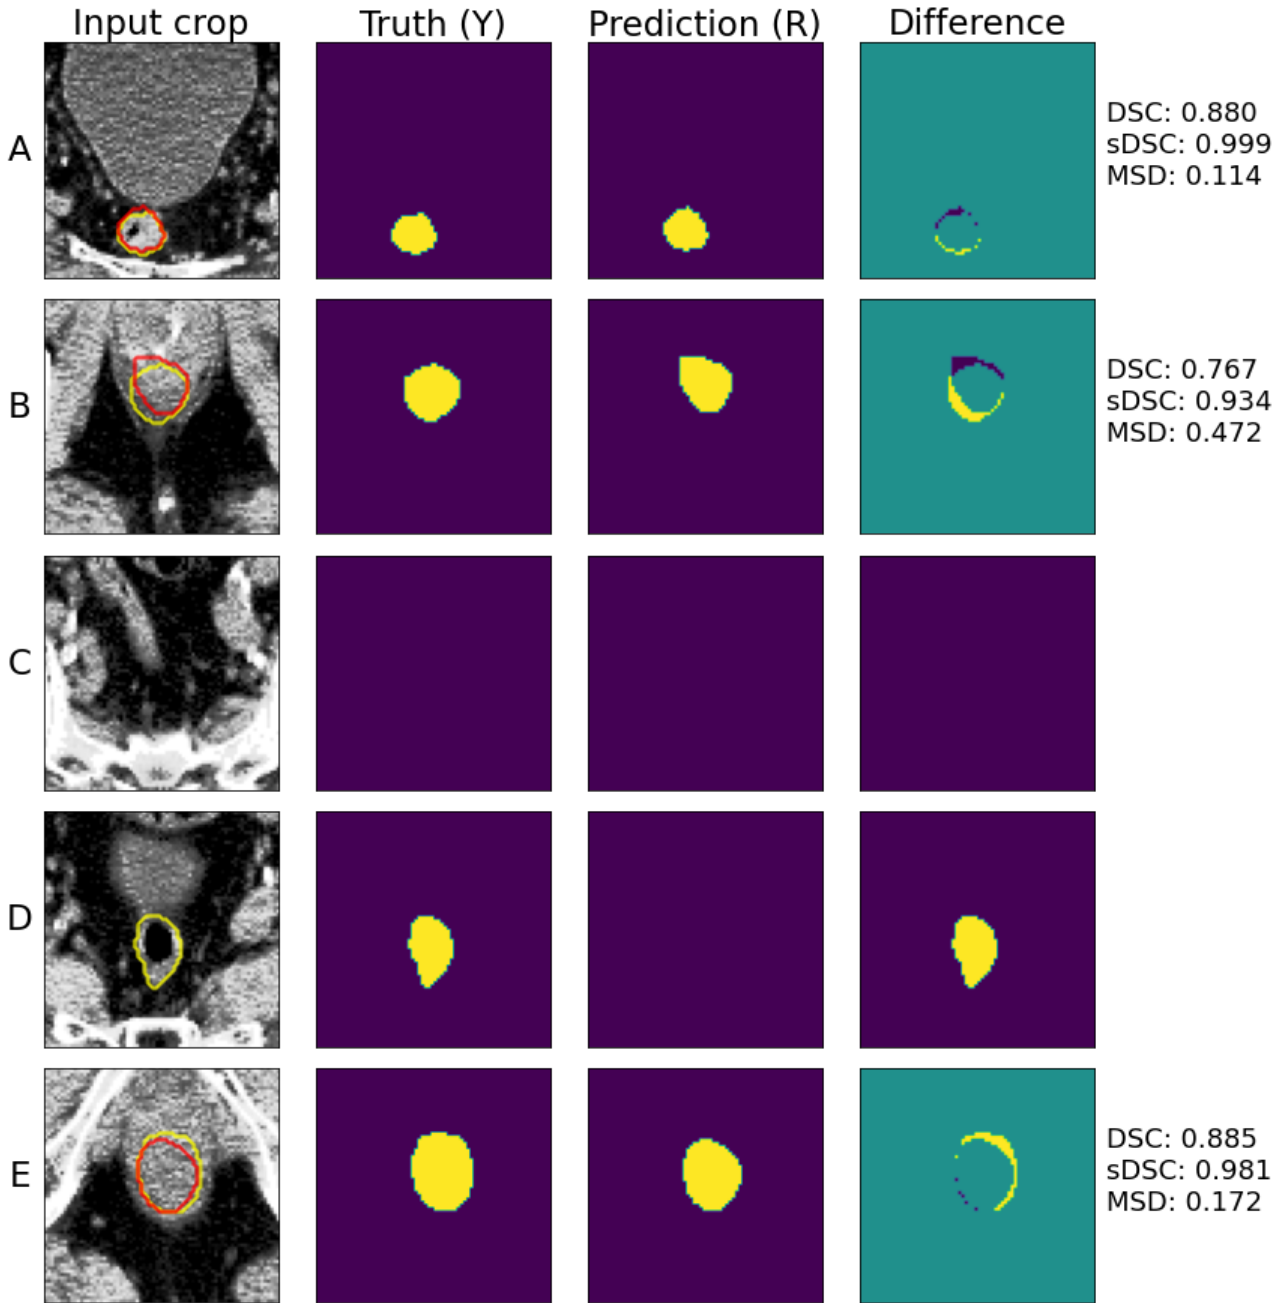 Input crop Truth (Y) Prediction (R) Difference
A
DSC: 0.880
sDSC: 0.999
MSD: 0.114
B
DSC: 0.767
sDSC: 0.934
MSD: 0.472
C
D
E
DSC: 0.885
sDSC: 0.981
MSD: 0.172